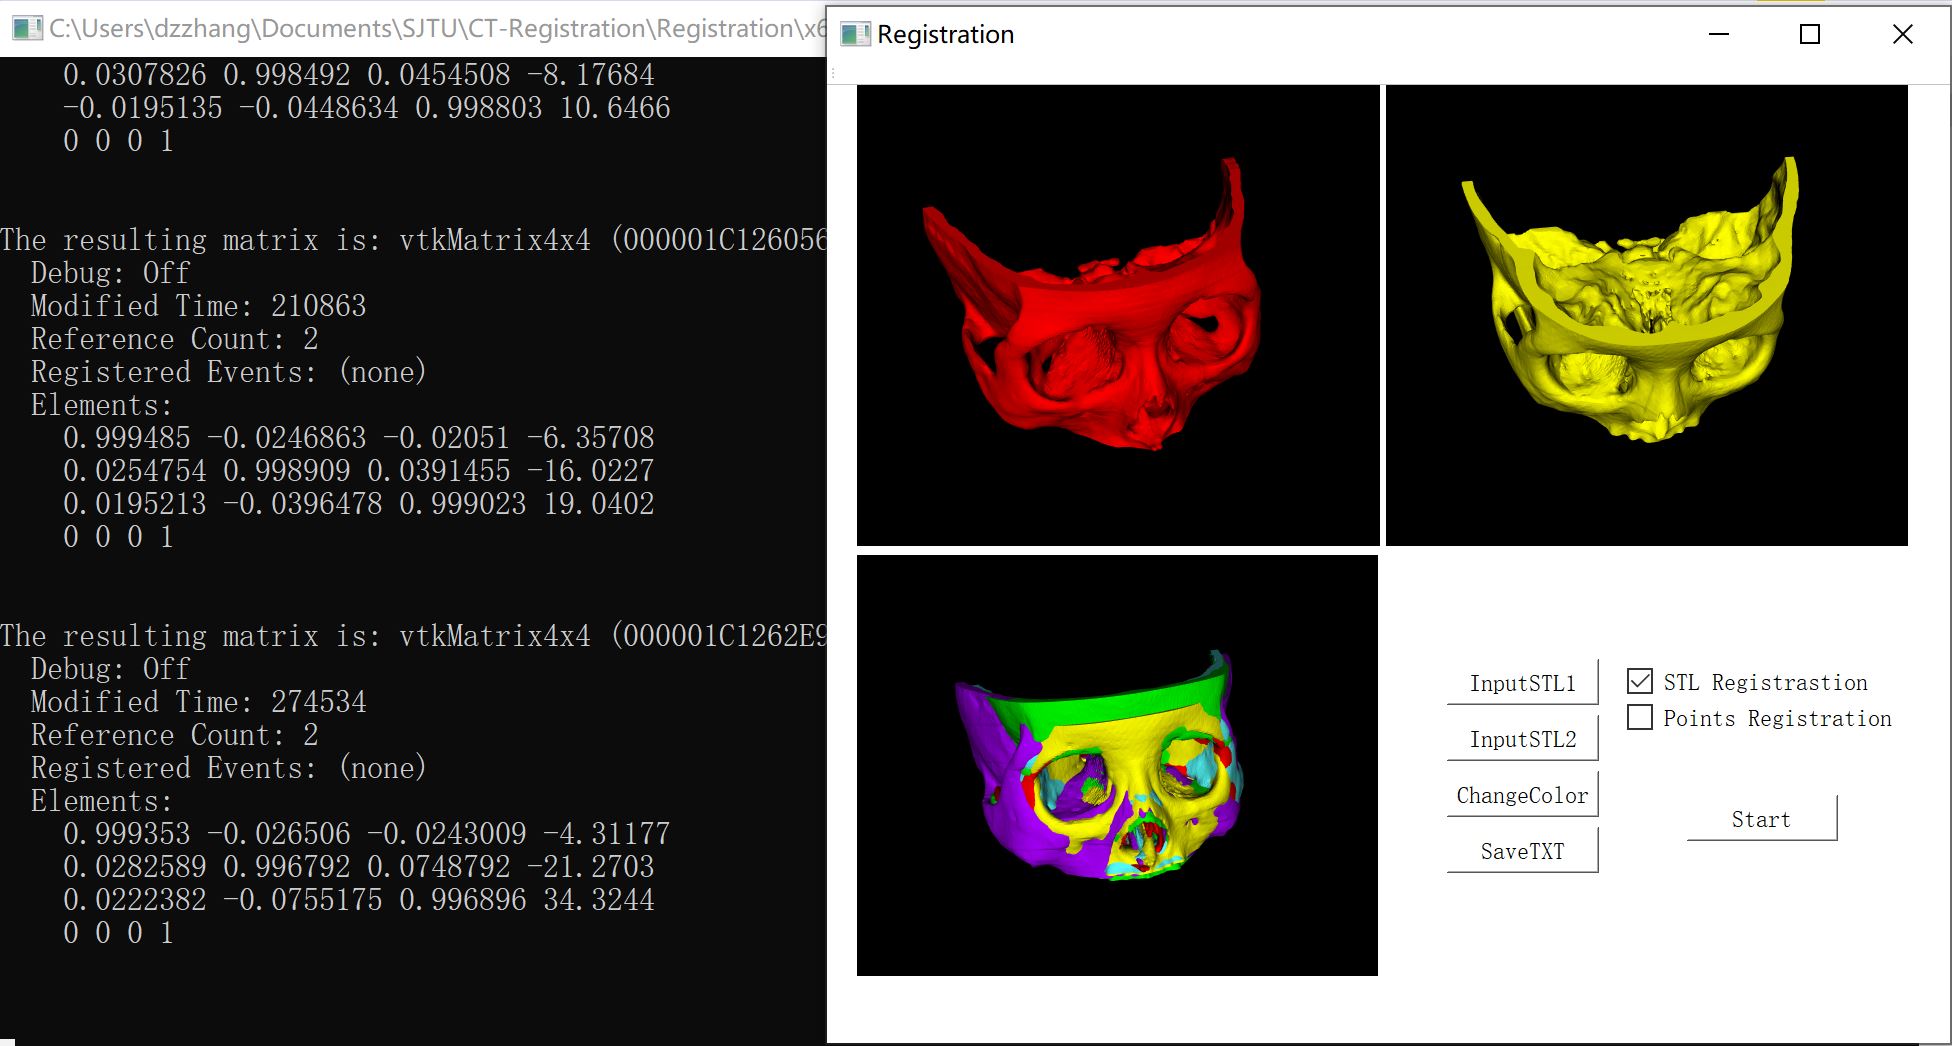 C:\Users\dzzhang\Documents\SJTU\CT-Registration\Registration\x6
0.0307826 0.998492 0.0454508 -8.17684
-0.0195135 -0.0448634 0.998803 10.6466
0 0 0 1
The resulting matrix is: vtkMatrix4x4 (000001C126056
Debug: Off
Modified Time: 210863
Reference Count: 2
Registered Events: (none)
Elements:
0.999485 -0.0246863 -0.02051 -6.35708
0.0254754 0.998909 0.0391455 -16.0227
0.0195213 -0.0396478 0.999023 19.0402
0 0 0 1
The resulting matrix is: vtkMatrix4x4 (000001C1262E9
Debug: Off
Modified Time: 274534
Reference Count: 2
Registered Events: (none)
Elements:
0.999353 -0.026506 -0.0243009 -4.31177
0.0282589 0.996792 0.0748792 -21.2703
0.0222382 -0.0755175 0.996896 34.3244
0 0 0 1
Registration
InputSTL1
InputSTL2
ChangeColor
SaveTXT
STL Registrastion
Points Registration
Start